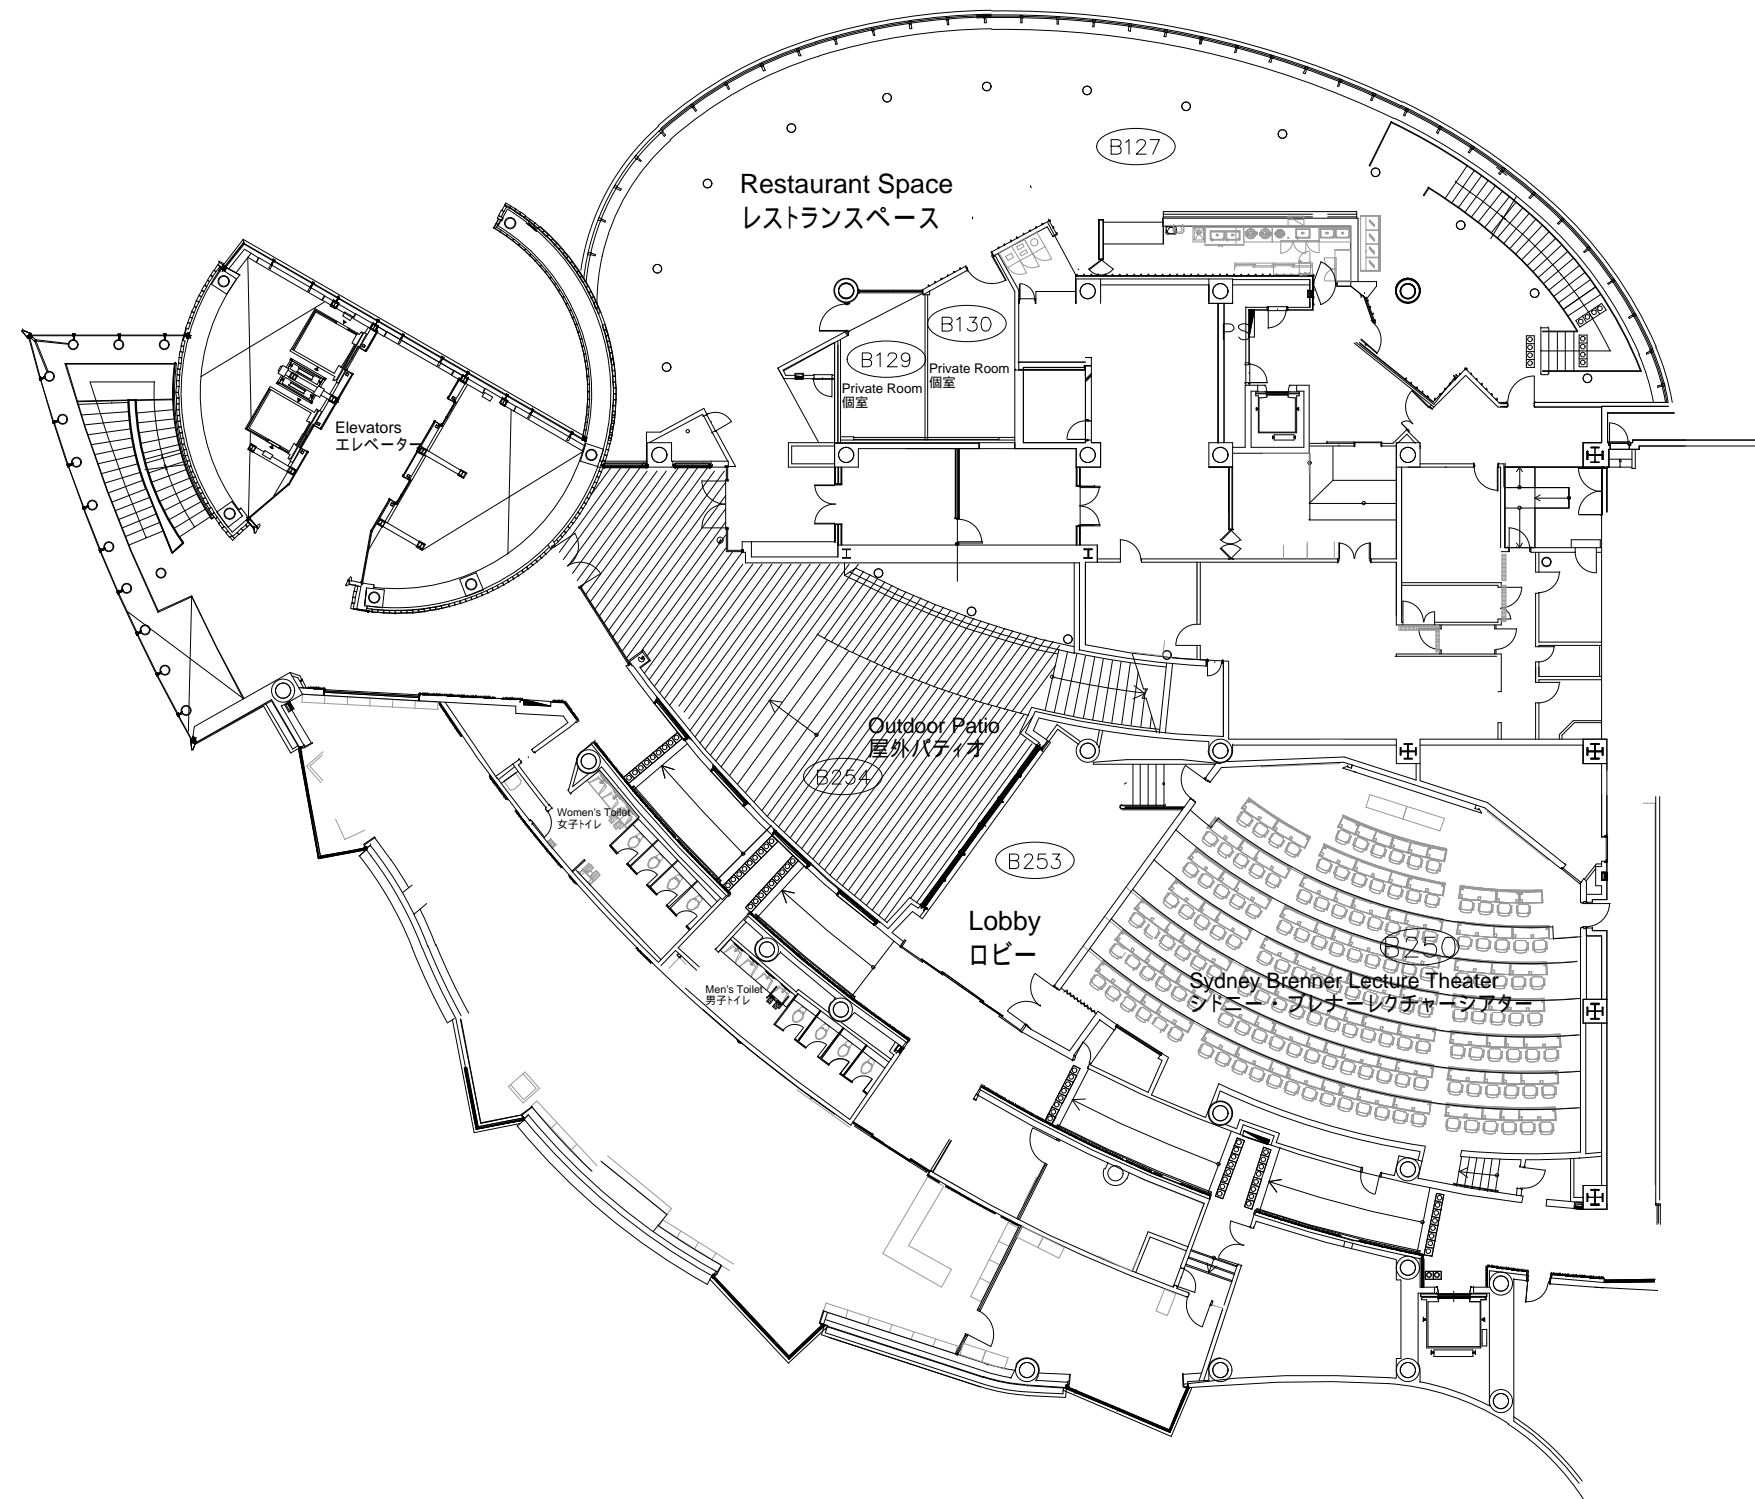 B127
Restaurant Space
レストランスペース
B130
B129
Private Room
個室
Private Room
個室
Elevators
エレベーター
Outdoor Patio
屋外パティオ
B254
Women's Toilet
女子トイレ
B253
Lobby
ロビー
B250
Sydney Brenner Lecture Theater
シドニー・ブレナーレクチャーシアター
Men's Toilet
男子トイレ